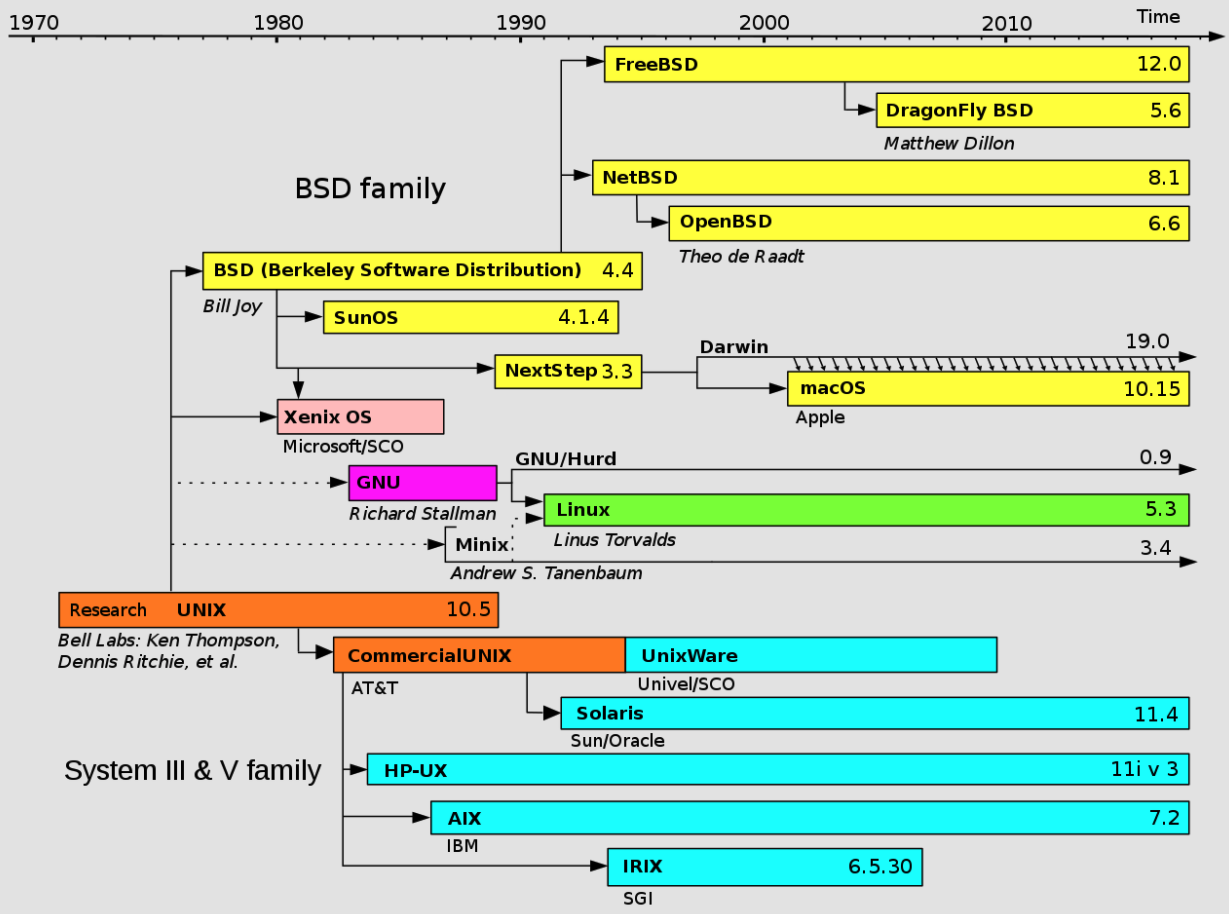 1970 1980 1990 2000 2010 Time
FreeBSD 12.0
DragonFly BSD 5.6
Matthew Dillon
BSD family
NetBSD 8.1
OpenBSD 6.6
Theo de Raadt
BSD (Berkeley Software Distribution) 4.4
Bill Joy
SunOS 4.1.4
Darwin 19.0
NextStep 3.3
macOS 10.15
Apple
Xenix OS
Microsoft/SCO
GNU/Hurd 0.9
GNU
Richard Stallman
Linux 5.3
Linus Torvalds
Minix 3.4
Andrew S. Tanenbaum
Research UNIX 10.5
Bell Labs: Ken Thompson,
Dennis Ritchie, et al.
CommercialUNIX UnixWare
AT&T
Univel/SCO
Solaris 11.4
Sun/Oracle
System III & V family
HP-UX 11i v 3
AIX 7.2
IBM
IRIX 6.5.30
SGI